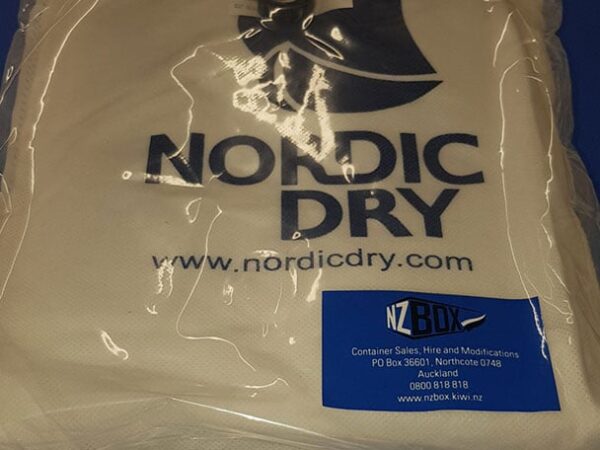 NORDIC
DRY
www.nordicdry.com
NZBOX
Container Sales, Hire and Modifications
PO Box 36601, Northcote 0748
Auckland
0800 818 818
www.nzbox.kiwi.nz